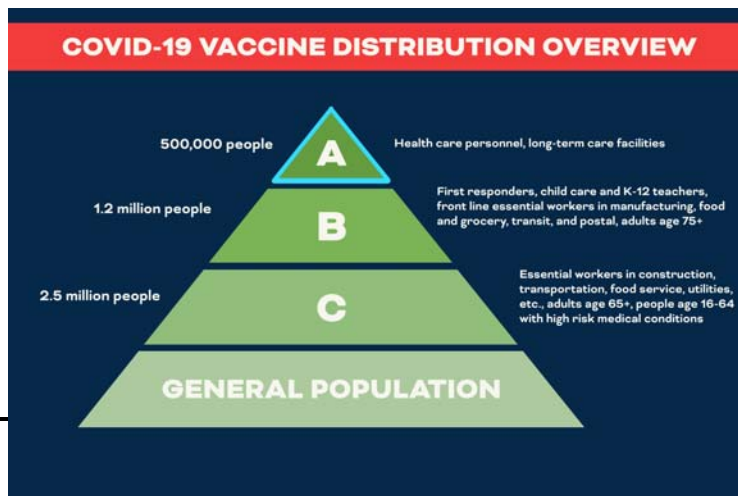 COVID-19 VACCINE DISTRIBUTION OVERVIEW
500,000 people
A
Health care personnel, long-term care facilities
1.2 million people
B
First responders, child care and K-12 teachers,
front line essential workers in manufacturing, food
and grocery, transit, and postal, adults age 75+
2.5 million people
C
Essential workers in construction,
transportation, food service, utilities,
etc., adults age 65+, people age 16-64
with high risk medical conditions
GENERAL POPULATION